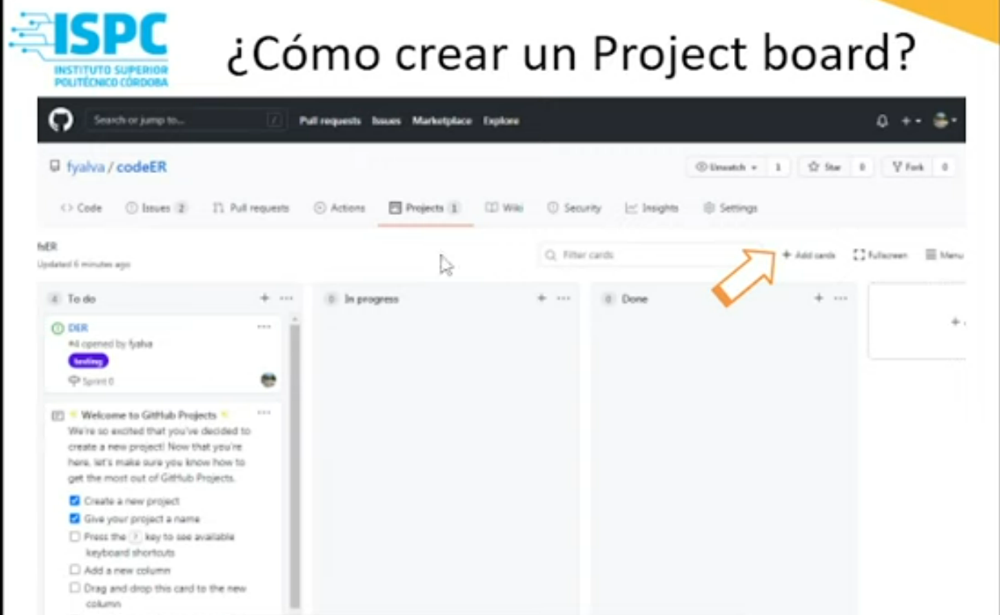 ISPC
INSTITUTO SUPERIOR
POLITÉCNICO CÓRDOBA
¿Cómo crear un Project board?
Search or jump to...
/
Pull requests Issues Marketplace Explore
fyalva / codeER
Unwatch 1
Star 0
Fork 0
Code
Issues 2
Pull requests
Actions
Projects 1
Wiki
Security
Insights
Settings
Updated 6 minutes ago
Filter cards
+ Add cards
Fullscreen
Menu
4 To do + ...
0 In progress + ...
0 Done + ...
+
DER ...
#4 opened by fyalva
testing
Sprint 0
Welcome to GitHub Projects ...
We're so excited that you've decided to
create a new project! Now that you're
here, let's make sure you know how to
get the most out of GitHub Projects.
Create a new project
Give your project a name
Press the ? key to see available
keyboard shortcuts
Add a new column
Drag and drop this card to the new
column